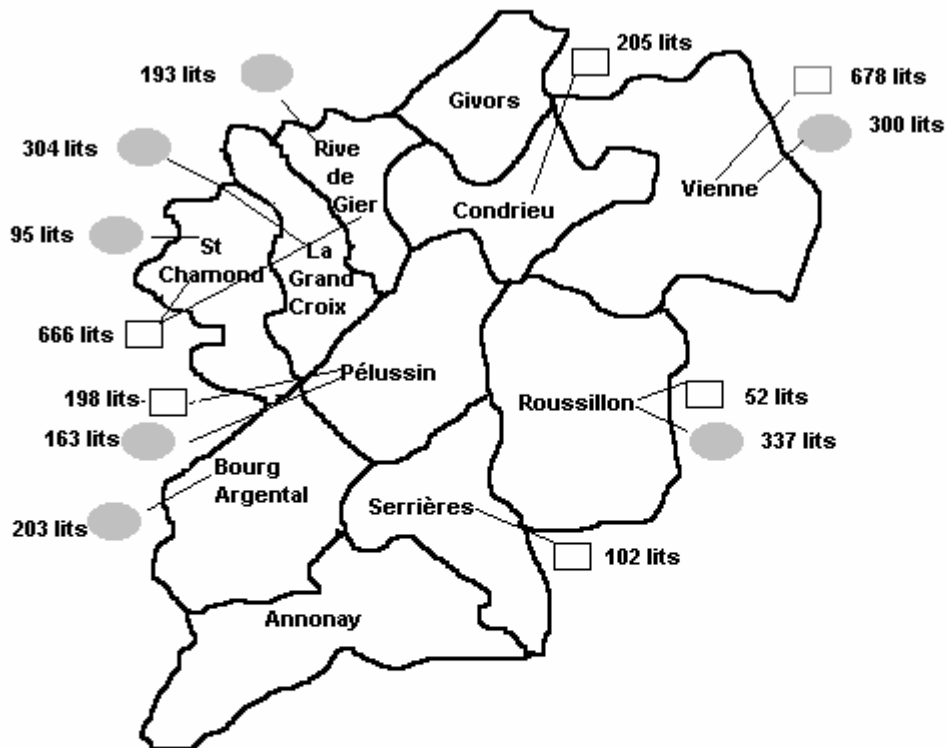 205 lits
193 lits
678 lits
Givors
300 lits
304 lits
Rive
de
Gier
Vienne
Condrieu
95 lits
St
Chamond
La
Grand
Croix
666 lits
Pélussin
198 lits
52 lits
Roussillon
163 lits
337 lits
Bourg
Argental
Serrières
203 lits
102 lits
Annonay